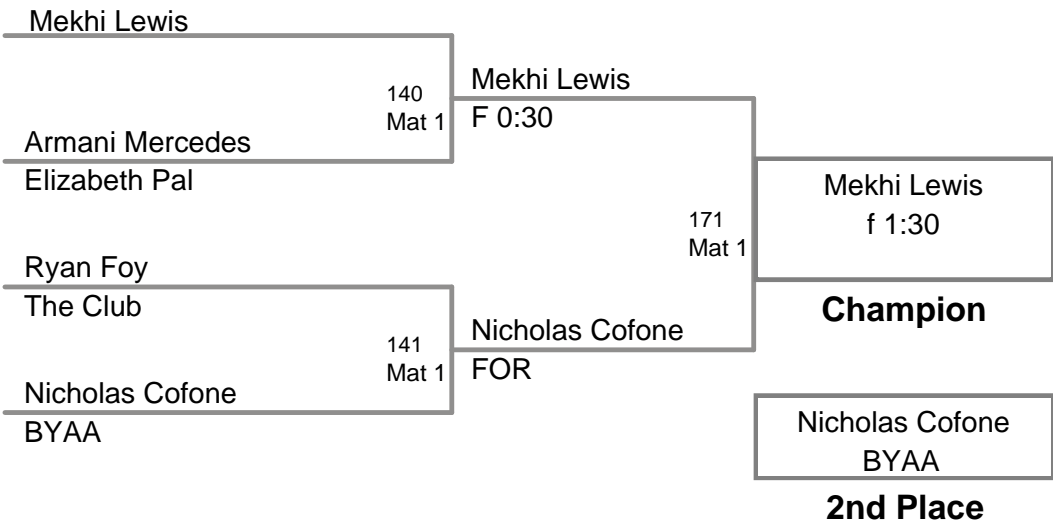 Mekhi Lewis
140
Mat 1
Mekhi Lewis
F 0:30
Armani Mercedes
Elizabeth Pal
171
Mat 1
Mekhi Lewis
f 1:30
Champion
Ryan Foy
The Club
141
Mat 1
Nicholas Cofone
FOR
Nicholas Cofone
BYAA
Nicholas Cofone
BYAA
2nd Place